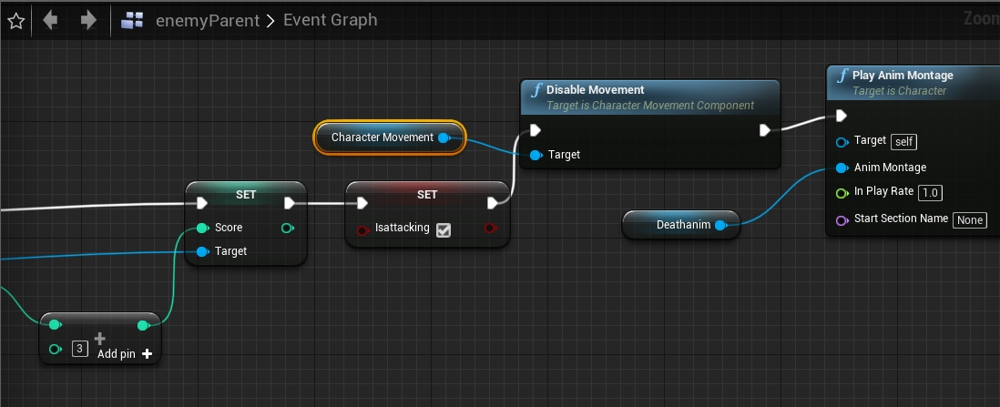 enemyParent > Event Graph
Zoom
Play Anim Montage
Target is Character
Disable Movement
Target is Character Movement Component
Character Movement
Target
Target self
Anim Montage
In Play Rate 1.0
Start Section Name None
SET
Score
Target
SET
Isattacking
Deathanim
3
Add pin